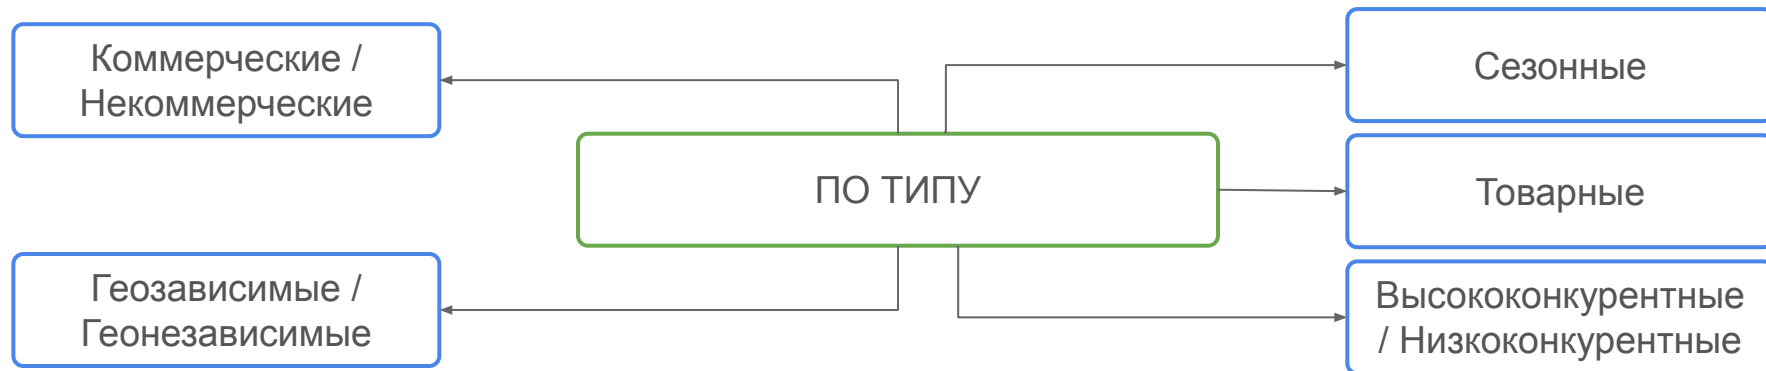 Коммерческие /
Некоммерческие
Геозависимые /
Геонезависимые
ПО ТИПУ
Сезонные
Товарные
Высококонкурентные
/ Низкоконкурентные